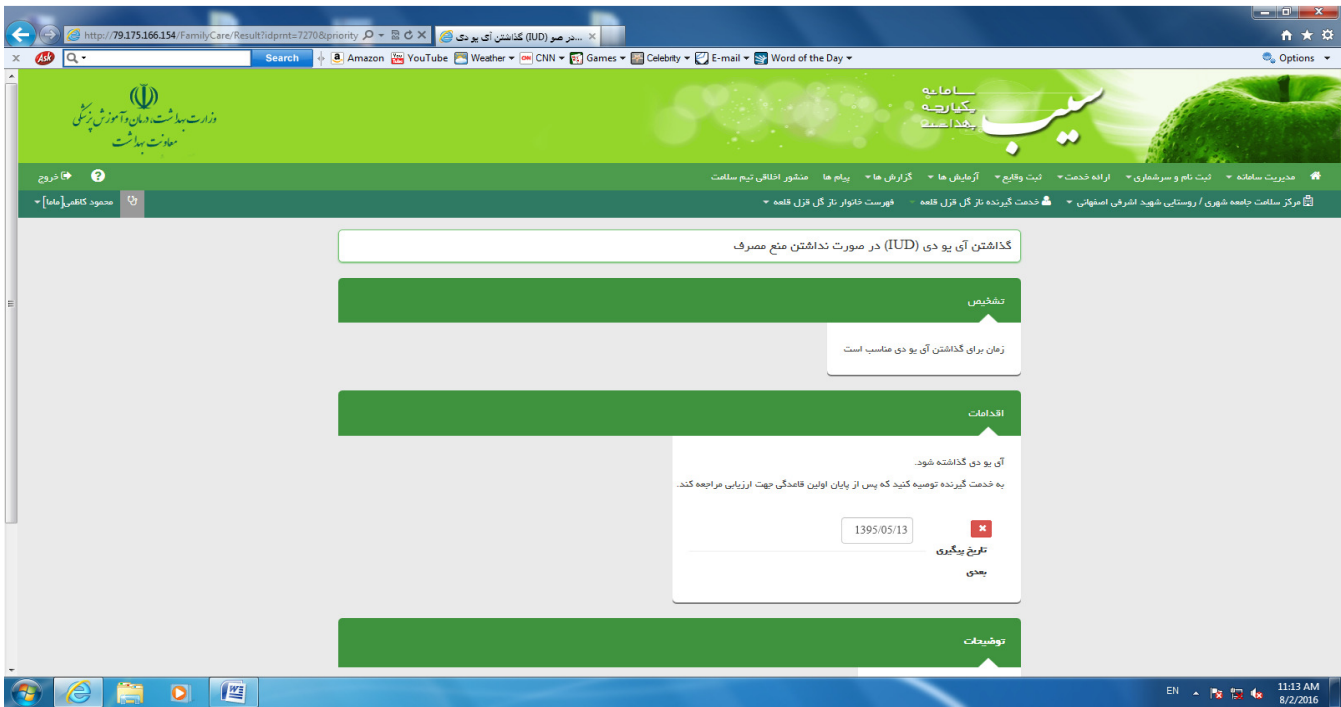 http://79.175.166.154/FamilyCare/Result?idprmt=7270&priority
گذاشتن آی یو دی (IUD) در صو...
Ask
Search
Amazon YouTube Weather CNN Games Celebrity E-mail Word of the Day
Options
وزارت بهداشت، درمان و آموزش پزشکی
معاونت بهداشت
سامانه
یکپارچه
بهداشت
سیب
مدیریت سامانه ثبت نام و سرشماری ارائه خدمت ثبت وقایع آزمایش ها گزارش ها پیام ها منشور اخلاقی تیم سلامت
خروج
مرکز سلامت جامعه شهری / روستایی شهید اشرفی اصفهانی خدمت گیرنده ناز گل قزل قلعه فهرست خانوار ناز گل قزل قلعه
محمود کاظمی[ماما]
گذاشتن آی یو دی (IUD) در صورت نداشتن منع مصرف
تشخیص
زمان برای گذاشتن آی یو دی مناسب است
اقدامات
آی یو دی گذاشته شود.
به خدمت گیرنده توصیه کنید که پس از پایان اولین قاعدگی جهت ارزیابی مراجعه کند.
1395/05/13
تاریخ پیگیری
بعدی
توضیحات
EN
11:13 AM
8/2/2016